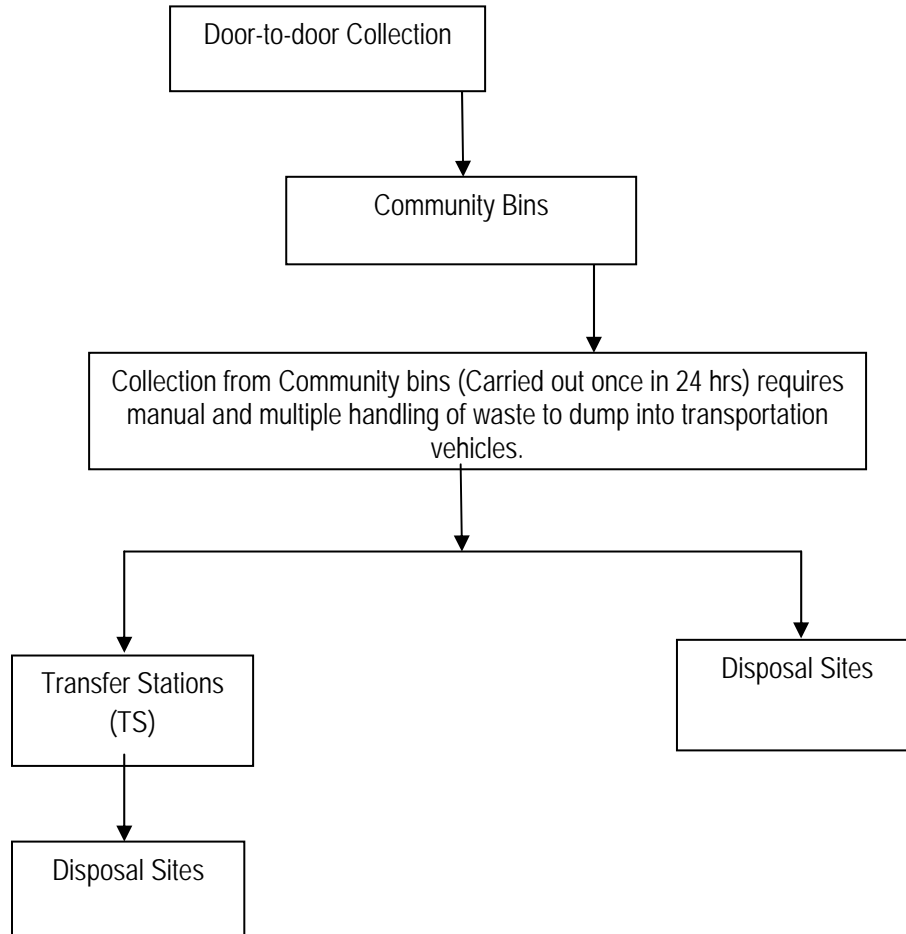 Door-to-door Collection
Community Bins
Collection from Community bins (Carried out once in 24 hrs) requires
manual and multiple handling of waste to dump into transportation
vehicles.
Transfer Stations
(TS)
Disposal Sites
Disposal Sites